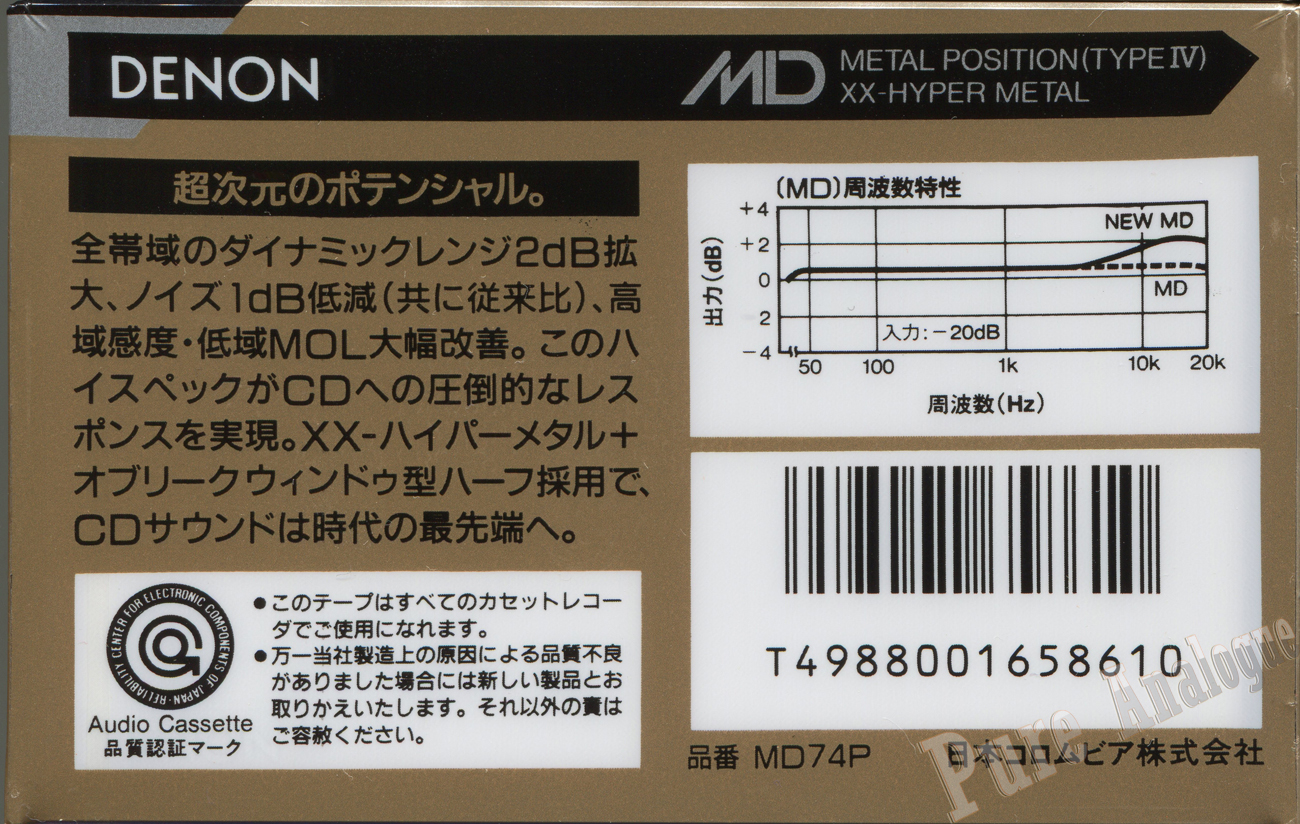 DENON
MD METAL POSITION(TYPE IV)
XX-HYPER METAL
超次元のポテンシャル。
全帯域のダイナミックレンジ2dB拡
大、ノイズ1dB低減(共に従来比)、高
域感度・低域MOL大幅改善。このハ
イスペックがCDへの圧倒的なレス
ポンスを実現。XX-ハイパーメタル+
オブリークウィンドゥ型ハーフ採用で、
CDサウンドは時代の最先端へ。
RELIABILITY CENTER FOR ELECTRONIC COMPONENTS OF JAPAN
Audio Cassette
品質認証マーク
●このテープはすべてのカセットレコー
ダでご使用になれます。
●万一当社製造上の原因による品質不良
がありました場合には新しい製品とお
取りかえいたします。それ以外の責は
ご容赦ください。
(MD)周波数特性
出力(dB)
+4
+2
0
2
-4
NEW MD
MD
入力:-20dB
50 100 1k 10k 20k
周波数(Hz)
T4988001658610
品番 MD74P 日本コロムビア株式会社
Pure Analogue